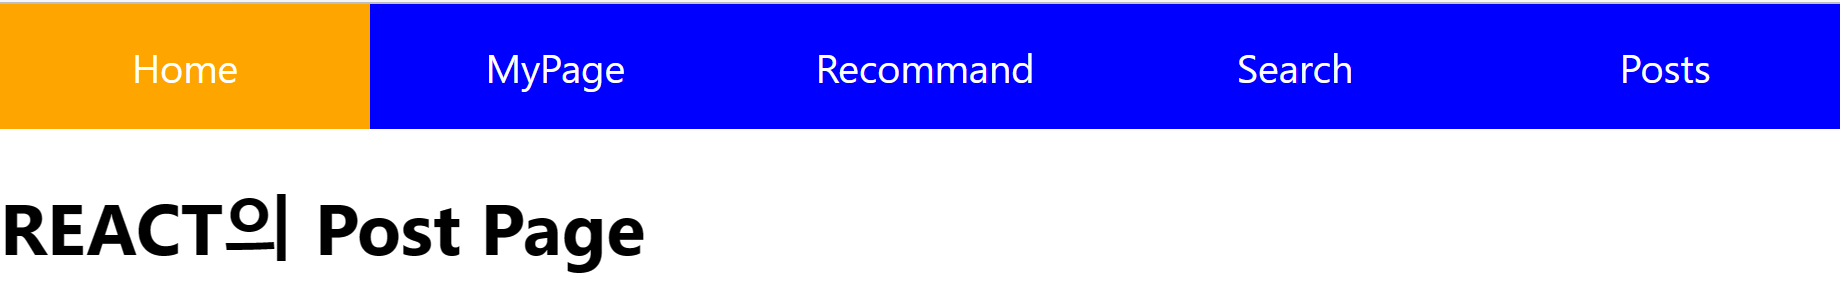 Home MyPage Recommand Search Posts
REACT의 Post Page